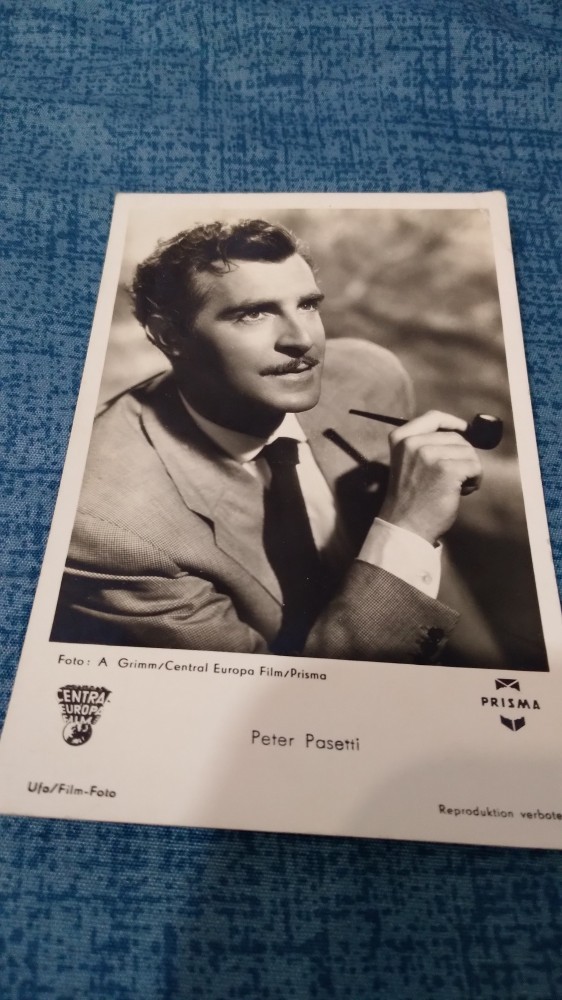 Foto: A Grimm/Central Europa Film/Prisma
CENTRAL
EUROPA
FILM
PRISMA
Peter Pasetti
Ufa/Film-Foto
Reproduktion verbote